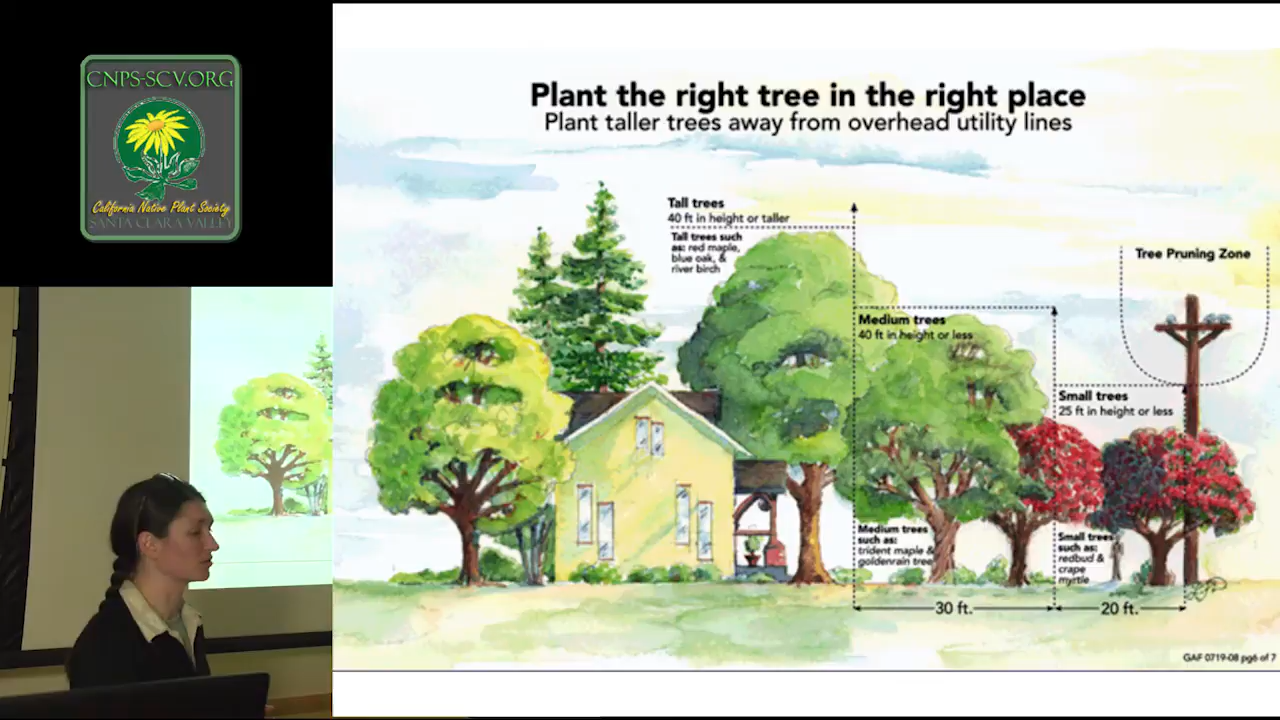 CNPS-SCV.ORG
California Native Plant Society
SANTA CLARA VALLEY
Plant the right tree in the right place
Plant taller trees away from overhead utility lines
Tall trees
40 ft in height or taller
Tall trees such
as: red maple,
blue oak, &
river birch
Tree Pruning Zone
Medium trees
40 ft in height or less
Small trees
25 ft in height or less
Medium trees
such as:
trident maple &
goldenrain tree
Small trees
such as:
redbud &
crape
myrtle
30 ft.
20 ft.
GAF 0719-08 pg6 of 7